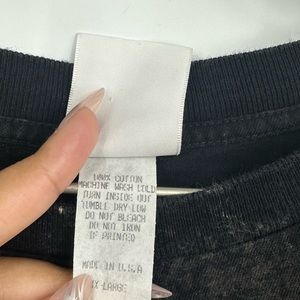 100% COTTON
MACHINE WASH COLD
TURN INSIDE OUT
TUMBLE DRY LOW
DO NOT BLEACH
DO NOT IRON
IF PRINTED
MADE IN U.S.A
X-LARGE